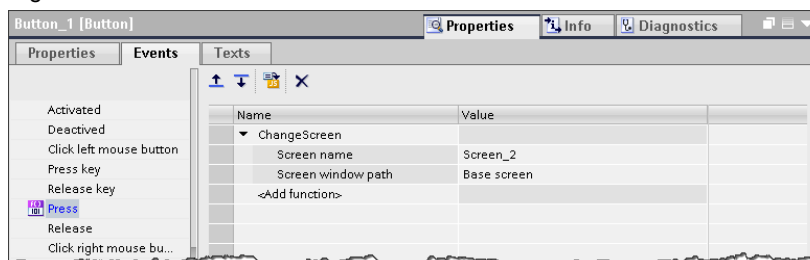 Button_1 [Button]
Properties
Info
Diagnostics
Properties
Events
Texts
Name
Value
Activated
ChangeScreen
Deactived
Screen name
Screen_2
Click left mouse button
Screen window path
Base screen
Press key
<Add function>
Release key
Press
Release
Click right mouse bu...